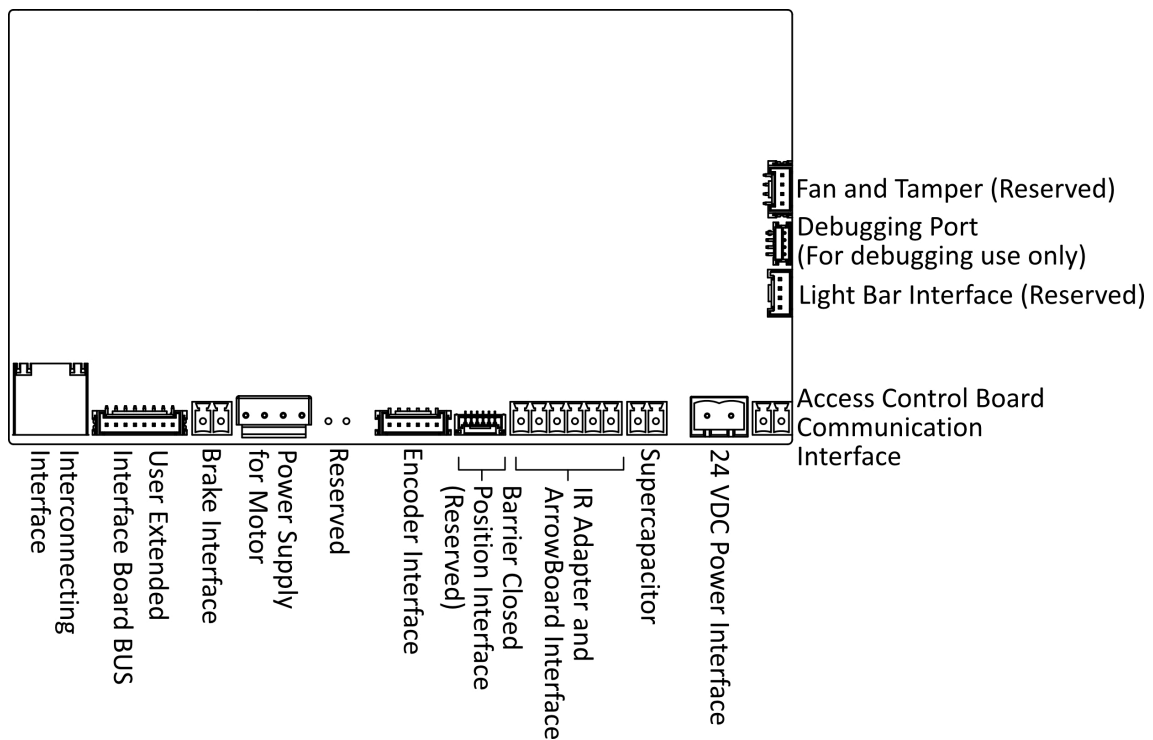 Fan and Tamper (Reserved)
Debugging Port
(For debugging use only)
Light Bar Interface (Reserved)
Access Control Board
Communication
Interface
Interconnecting
Interface
User Extended
Interface Board BUS
Brake Interface
Power Supply
for Motor
Reserved
Encoder Interface
Barrier Closed
Position Interface
(Reserved)
IR Adapter and
ArrowBoard Interface
Supercapacitor
24 VDC Power Interface